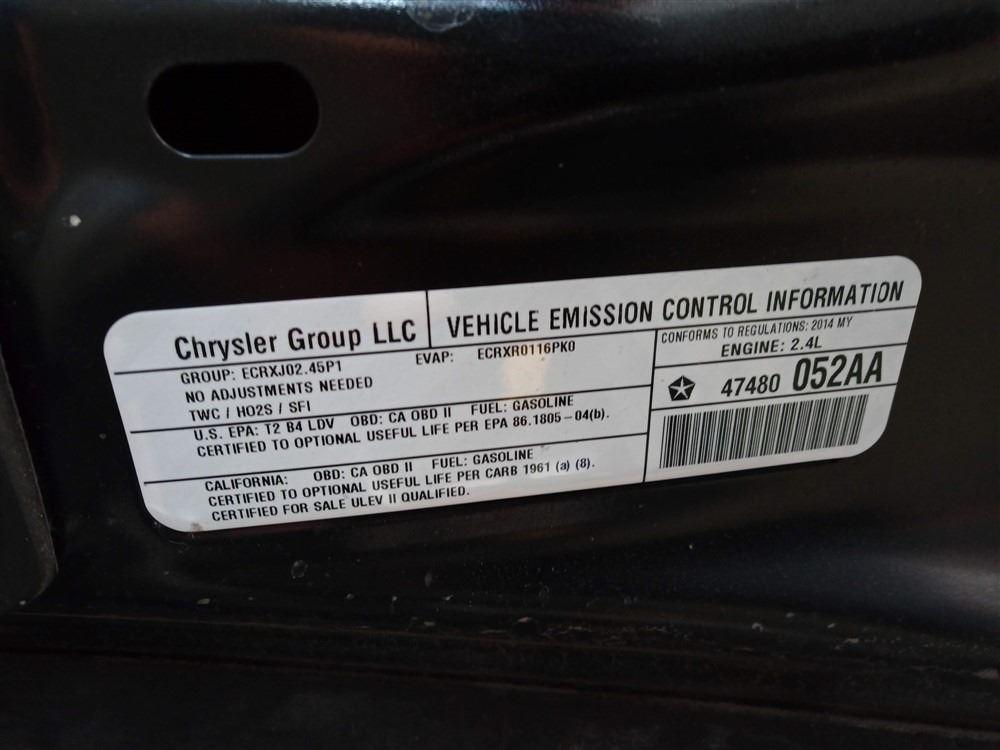 Chrysler Group LLC
VEHICLE EMISSION CONTROL INFORMATION
GROUP: ECRXJ02.45P1 EVAP: ECRXR0116PK0
NO ADJUSTMENTS NEEDED
TWC / HO2S / SFI
U.S. EPA: T2 B4 LDV OBD: CA OBD II FUEL: GASOLINE
CERTIFIED TO OPTIONAL USEFUL LIFE PER EPA 86.1805-04(b).
CALIFORNIA: OBD: CA OBD II FUEL: GASOLINE
CERTIFIED TO OPTIONAL USEFUL LIFE PER CARB 1961 (a) (8).
CERTIFIED FOR SALE ULEV II QUALIFIED.
CONFORMS TO REGULATIONS: 2014 MY
ENGINE: 2.4L
47480 052AA